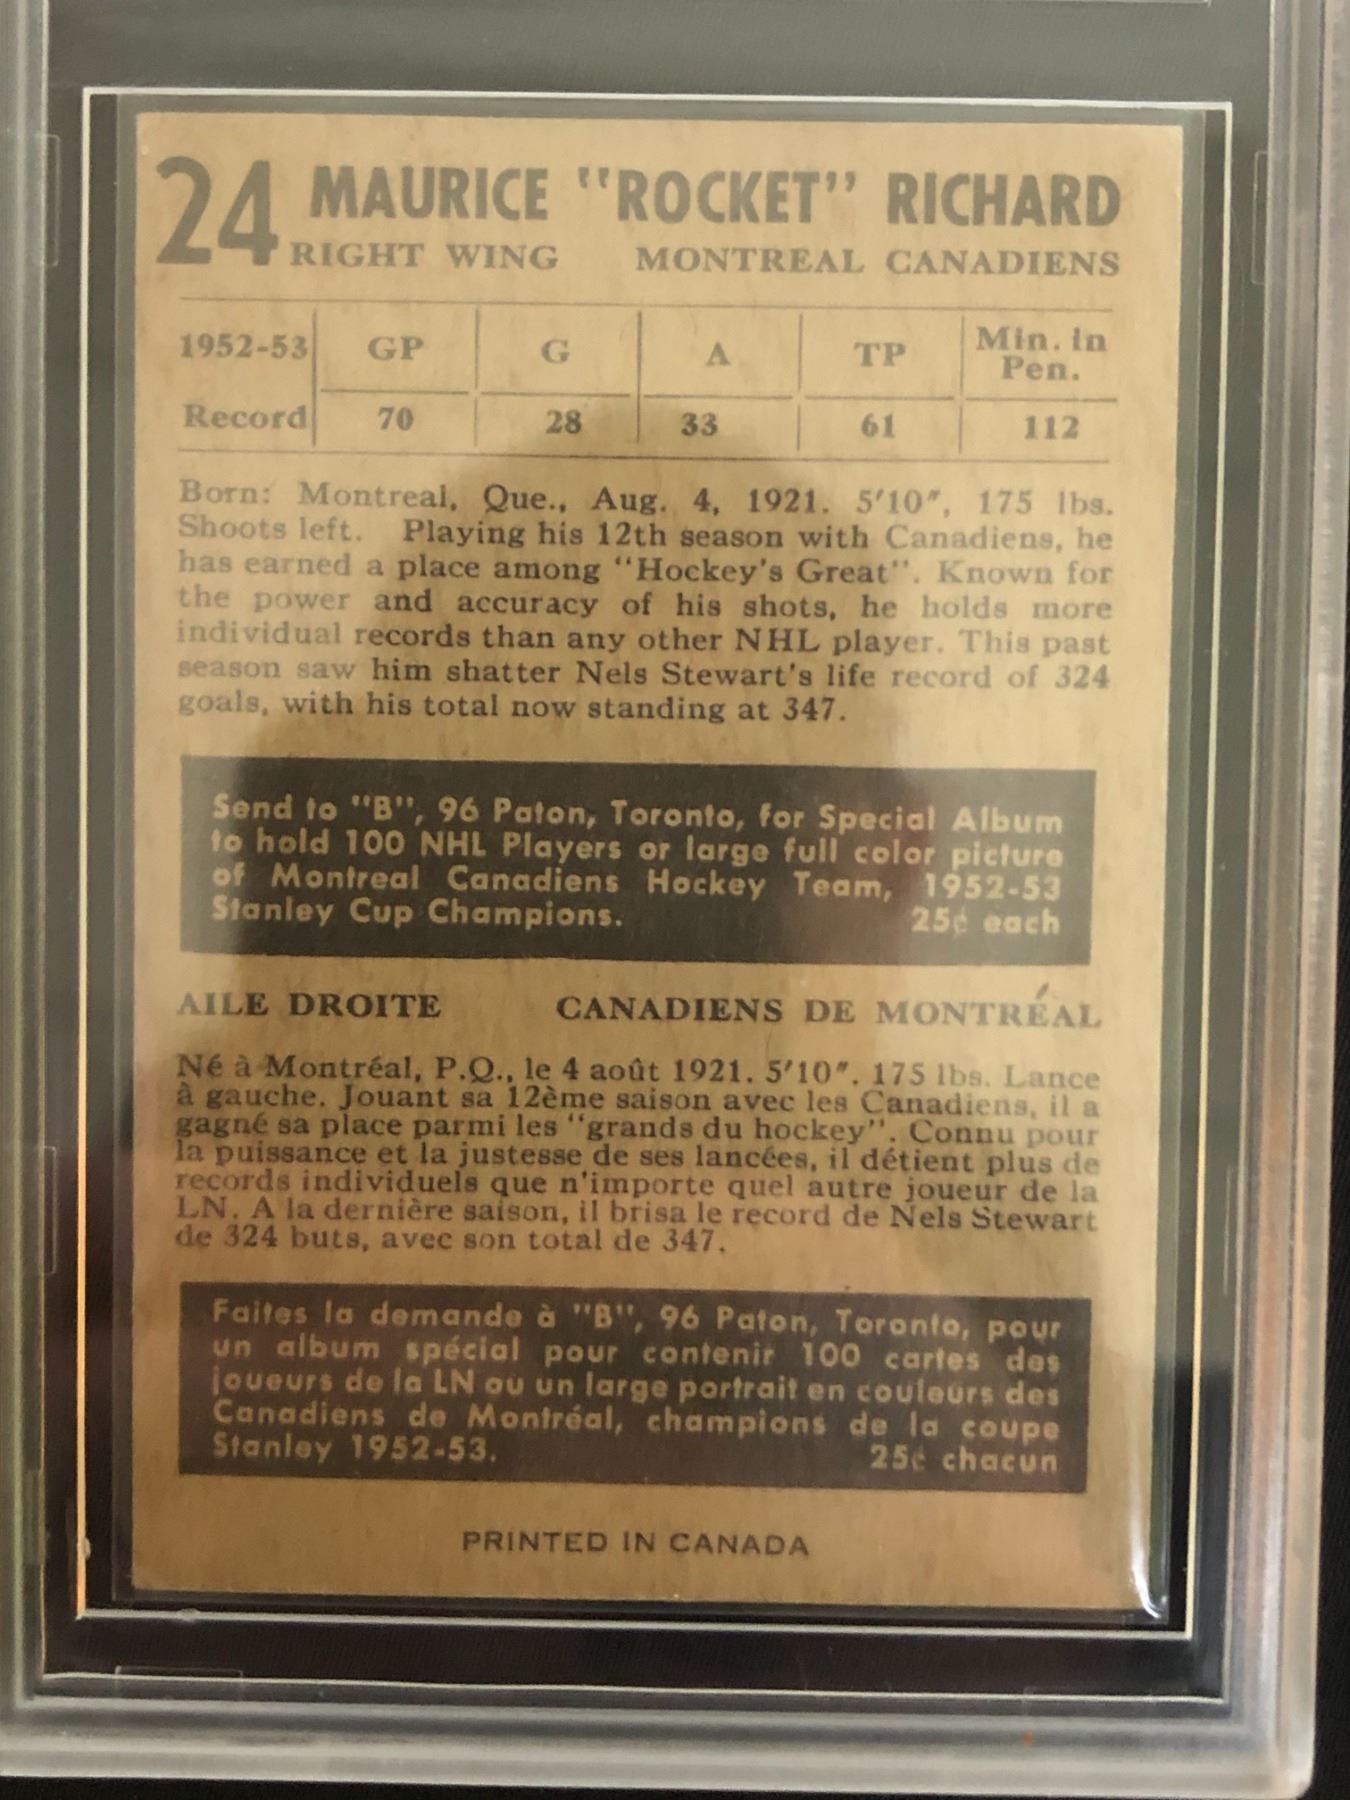 24 MAURICE "ROCKET" RICHARD
RIGHT WING MONTREAL CANADIENS
1952-53 GP G A TP Min. in Pen.
Record 70 28 33 61 112
Born: Montreal, Que., Aug. 4, 1921. 5'10", 175 lbs.
Shoots left. Playing his 12th season with Canadiens, he
has earned a place among "Hockey's Great". Known for
the power and accuracy of his shots, he holds more
individual records than any other NHL player. This past
season saw him shatter Nels Stewart's life record of 324
goals, with his total now standing at 347.
Send to "B", 96 Paton, Toronto, for Special Album
to hold 100 NHL Players or large full color picture
of Montreal Canadiens Hockey Team, 1952-53
Stanley Cup Champions. 25¢ each
AILE DROITE CANADIENS DE MONTRÉAL
Né à Montréal, P.Q., le 4 août 1921. 5'10". 175 lbs. Lance
à gauche. Jouant sa 12ème saison avec les Canadiens, il a
gagné sa place parmi les "grands du hockey". Connu pour
la puissance et la justesse de ses lancées, il détient plus de
records individuels que n'importe quel autre joueur de la
LN. A la dernière saison, il brisa le record de Nels Stewart
de 324 buts, avec son total de 347.
Faites la demande à "B", 96 Paton, Toronto, pour
un album spécial pour contenir 100 cartes des
joueurs de la LN ou un large portrait en couleurs des
Canadiens de Montréal, champions de la coupe
Stanley 1952-53. 25¢ chacun
PRINTED IN CANADA